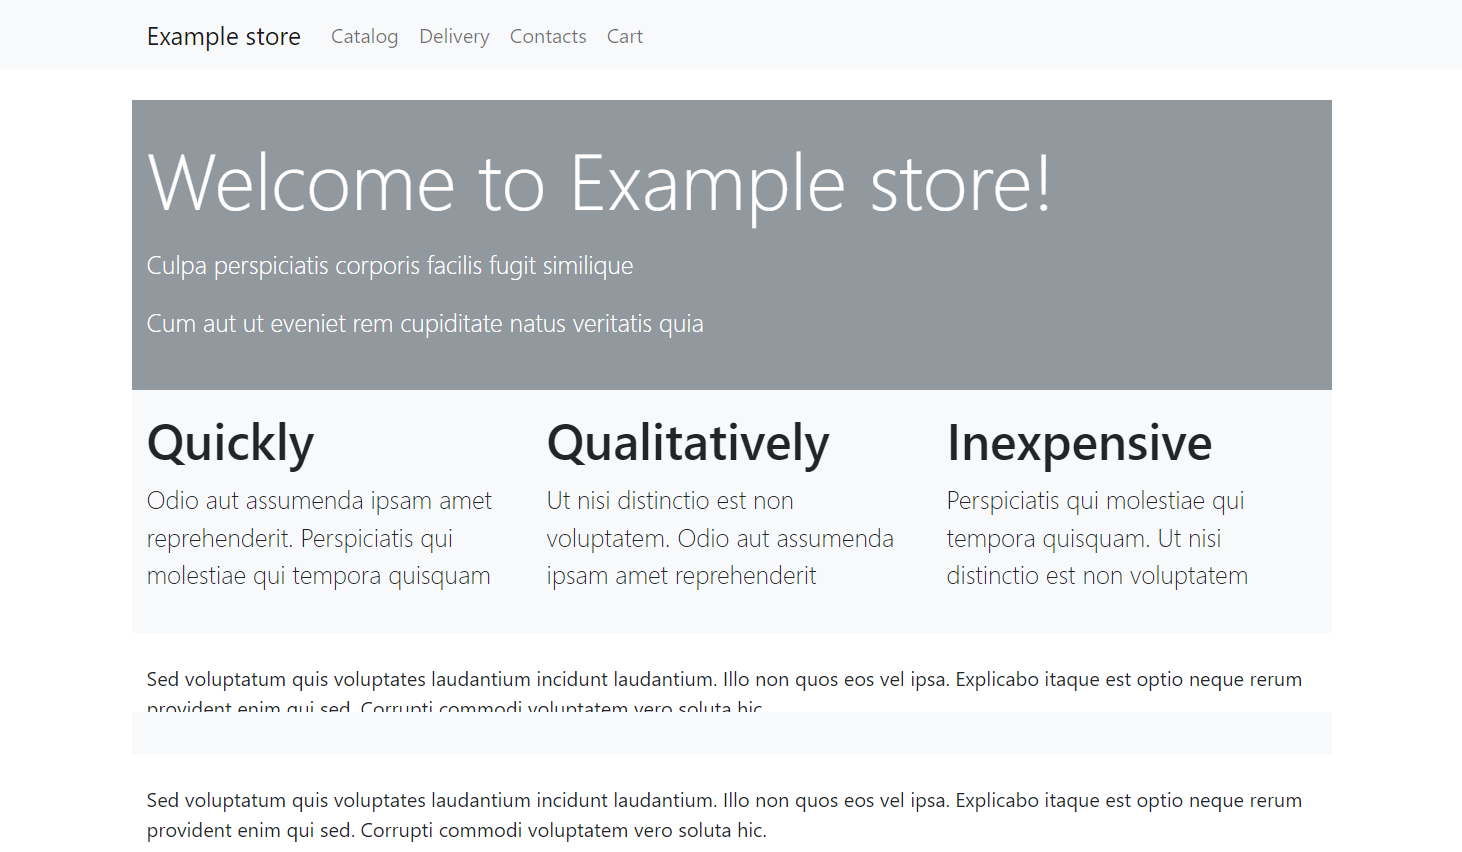 Example store Catalog Delivery Contacts Cart
Welcome to Example store!
Culpa perspiciatis corporis facilis fugit similique
Cum aut ut eveniet rem cupiditate natus veritatis quia
Quickly
Odio aut assumenda ipsam amet
reprehenderit. Perspiciatis qui
molestiae qui tempora quisquam
Qualitatively
Ut nisi distinctio est non
voluptatem. Odio aut assumenda
ipsam amet reprehenderit
Inexpensive
Perspiciatis qui molestiae qui
tempora quisquam. Ut nisi
distinctio est non voluptatem
Sed voluptatum quis voluptates laudantium incidunt laudantium. Illo non quos eos vel ipsa. Explicabo itaque est optio neque rerum
provident enim qui sed. Corrupti commodi voluptatem vero soluta hic.
Sed voluptatum quis voluptates laudantium incidunt laudantium. Illo non quos eos vel ipsa. Explicabo itaque est optio neque rerum
provident enim qui sed. Corrupti commodi voluptatem vero soluta hic.